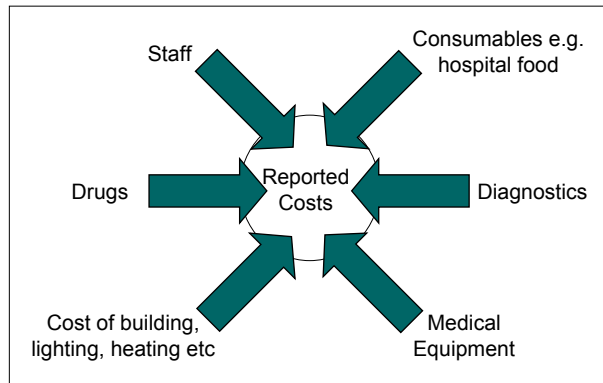 Staff
Consumables e.g.
hospital food
Drugs
Reported
Costs
Diagnostics
Cost of building,
lighting, heating etc
Medical
Equipment